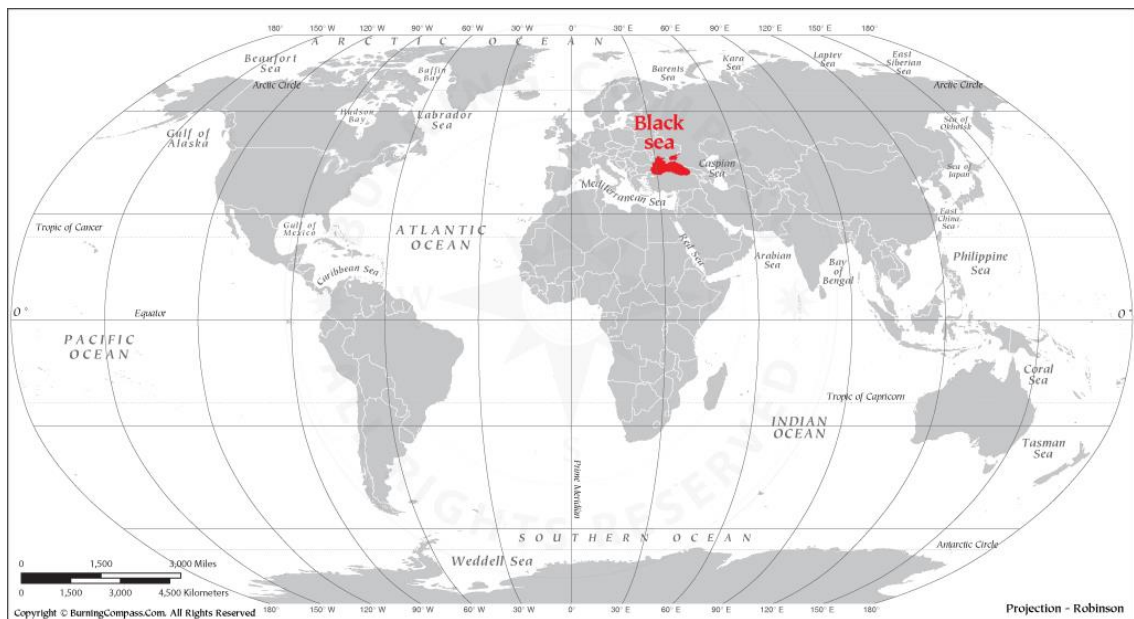 180° 150° W 120° W 90° W 60° W 30° W 0° 30° E 60° E 90° E 120° E 150° E 180°
ARCTIC OCEAN
Beaufort
Sea
Baffin
Bay
Barents
Sea
Kara
Sea
Laptev
Sea
East
Siberian
Sea
Arctic Circle
Arctic Circle
Hudson
Bay
Labrador
Sea
Gulf of
Alaska
Black
sea
Sea of
Okhotsk
Caspian
Sea
Sea of
Japan
Mediterranean Sea
East
China
Sea
Tropic of Cancer
Gulf of
Mexico
ATLANTIC
OCEAN
Red Sea
Arabian
Sea
Bay
of
Bengal
Philippine
Sea
Caribbean Sea
W
0°
Equator
0°
PACIFIC
OCEAN
Coral
Sea
Tropic of Capricorn
INDIAN
OCEAN
Tasman
Sea
S
RIGHTS RESERVED
Prime Meridian
SOUTHERN OCEAN
Weddell Sea
Antarctic Circle
0 1,500 3,000 Miles
0 1,500 3,000 4,500 Kilometers
180° 150° W 120° W 90° W 60° W 30° W 0° 30° E 60° E 90° E 120° E 150° E 180°
Copyright © BurningCompass.Com. All Rights Reserved
Projection - Robinson